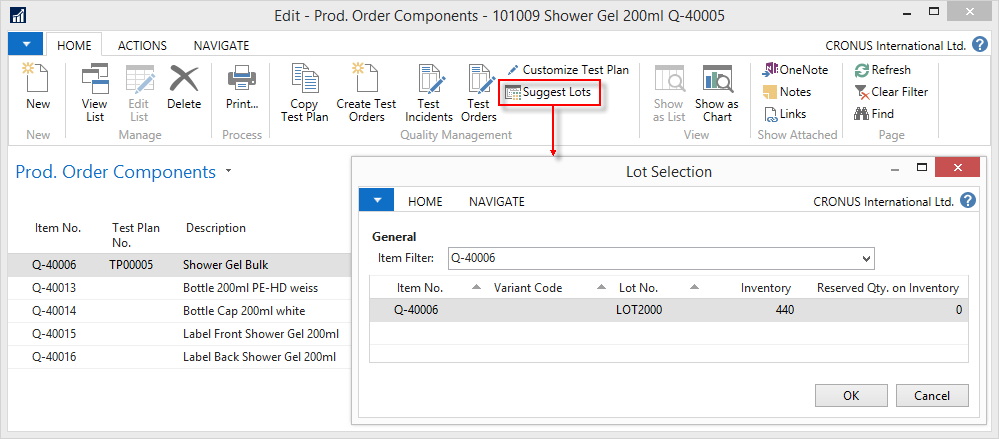 Edit - Prod. Order Components - 101009 Shower Gel 200ml Q-40005
HOME ACTIONS NAVIGATE CRONUS International Ltd. ?
New
View List
Edit List
Delete
Print...
Copy Test Plan
Create Test Orders
Test Incidents
Test Orders
Customize Test Plan
Suggest Lots
Show as List
Show as Chart
OneNote
Notes
Links
Refresh
Clear Filter
Find
New Manage Process Quality Management View Show Attached Page
Prod. Order Components
Item No. Test Plan No. Description
Q-40006 TP00005 Shower Gel Bulk
Q-40013 Bottle 200ml PE-HD weiss
Q-40014 Bottle Cap 200ml white
Q-40015 Label Front Shower Gel 200ml
Q-40016 Label Back Shower Gel 200ml
Lot Selection
HOME NAVIGATE CRONUS International Ltd. ?
General
Item Filter: Q-40006
Item No. Variant Code Lot No. Inventory Reserved Qty. on Inventory
Q-40006 LOT2000 440 0
OK Cancel